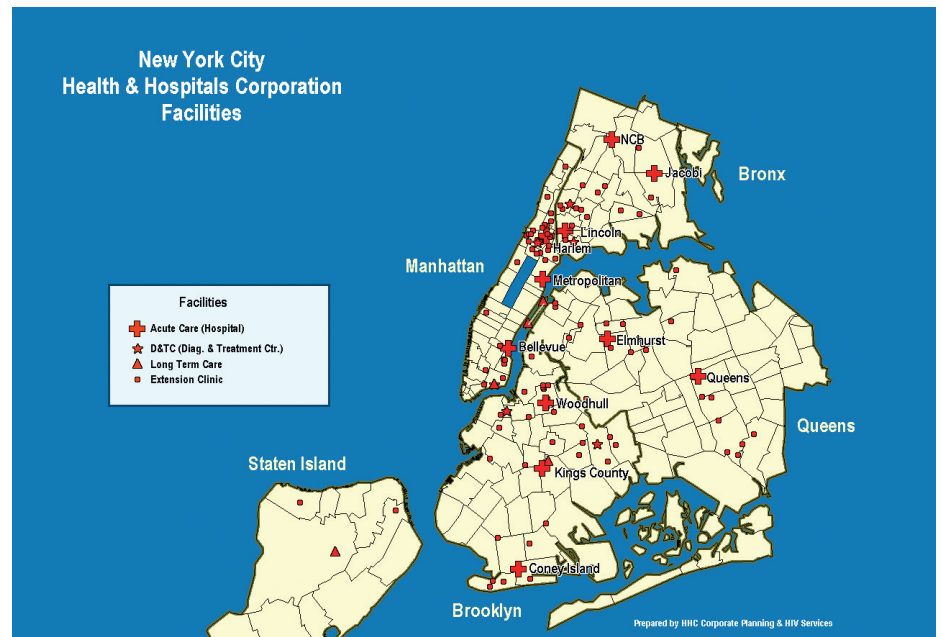 New York City
Health & Hospitals Corporation
Facilities
NCB
Jacobi
Bronx
Lincoln
Harlem
Manhattan
Metropolitan
Facilities
Acute Care (Hospital)
D&TC (Diag. & Treatment Ctr.)
Long Term Care
Extension Clinic
Bellevue
Elmhurst
Queens
Woodhull
Queens
Staten Island
Kings County
Coney Island
Brooklyn
Prepared by HHC Corporate Planning & HIV Services